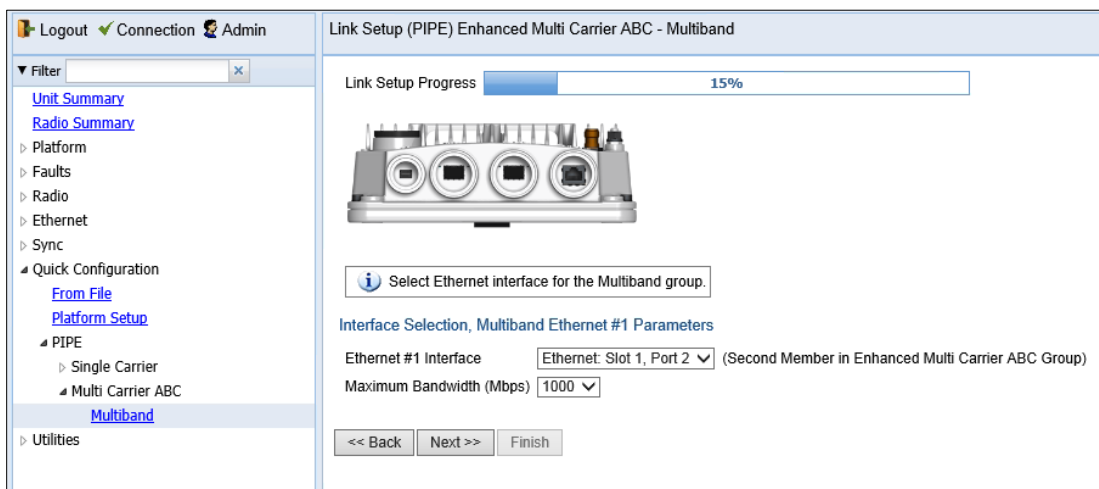 Logout Connection Admin
Filter
Unit Summary
Radio Summary
Platform
Faults
Radio
Ethernet
Sync
Quick Configuration
From File
Platform Setup
PIPE
Single Carrier
Multi Carrier ABC
Multiband
Utilities
Link Setup (PIPE) Enhanced Multi Carrier ABC - Multiband
Link Setup Progress 15%
Select Ethernet interface for the Multiband group.
Interface Selection, Multiband Ethernet #1 Parameters
Ethernet #1 Interface Ethernet: Slot 1, Port 2 (Second Member in Enhanced Multi Carrier ABC Group)
Maximum Bandwidth (Mbps) 1000
<< Back Next >> Finish